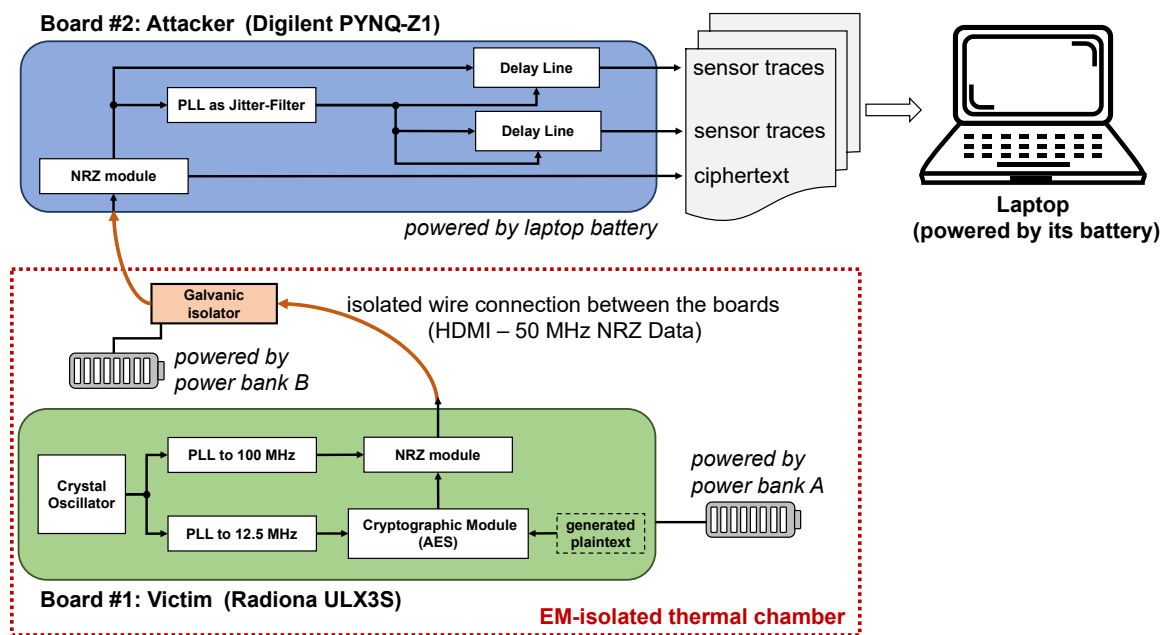 Board #2: Attacker  (Digilent PYNQ-Z1)
Delay Line
sensor traces
PLL as Jitter-Filter
Delay Line
sensor traces
NRZ module
ciphertext
powered by laptop battery
Laptop
(powered by its battery)
Galvanic
isolator
isolated wire connection between the boards
(HDMI – 50 MHz NRZ Data)
powered by
power bank B
PLL to 100 MHz
NRZ module
powered by
power bank A
Crystal
Oscillator
PLL to 12.5 MHz
Cryptographic Module
(AES)
generated
plaintext
Board #1: Victim  (Radiona ULX3S)
EM-isolated thermal chamber